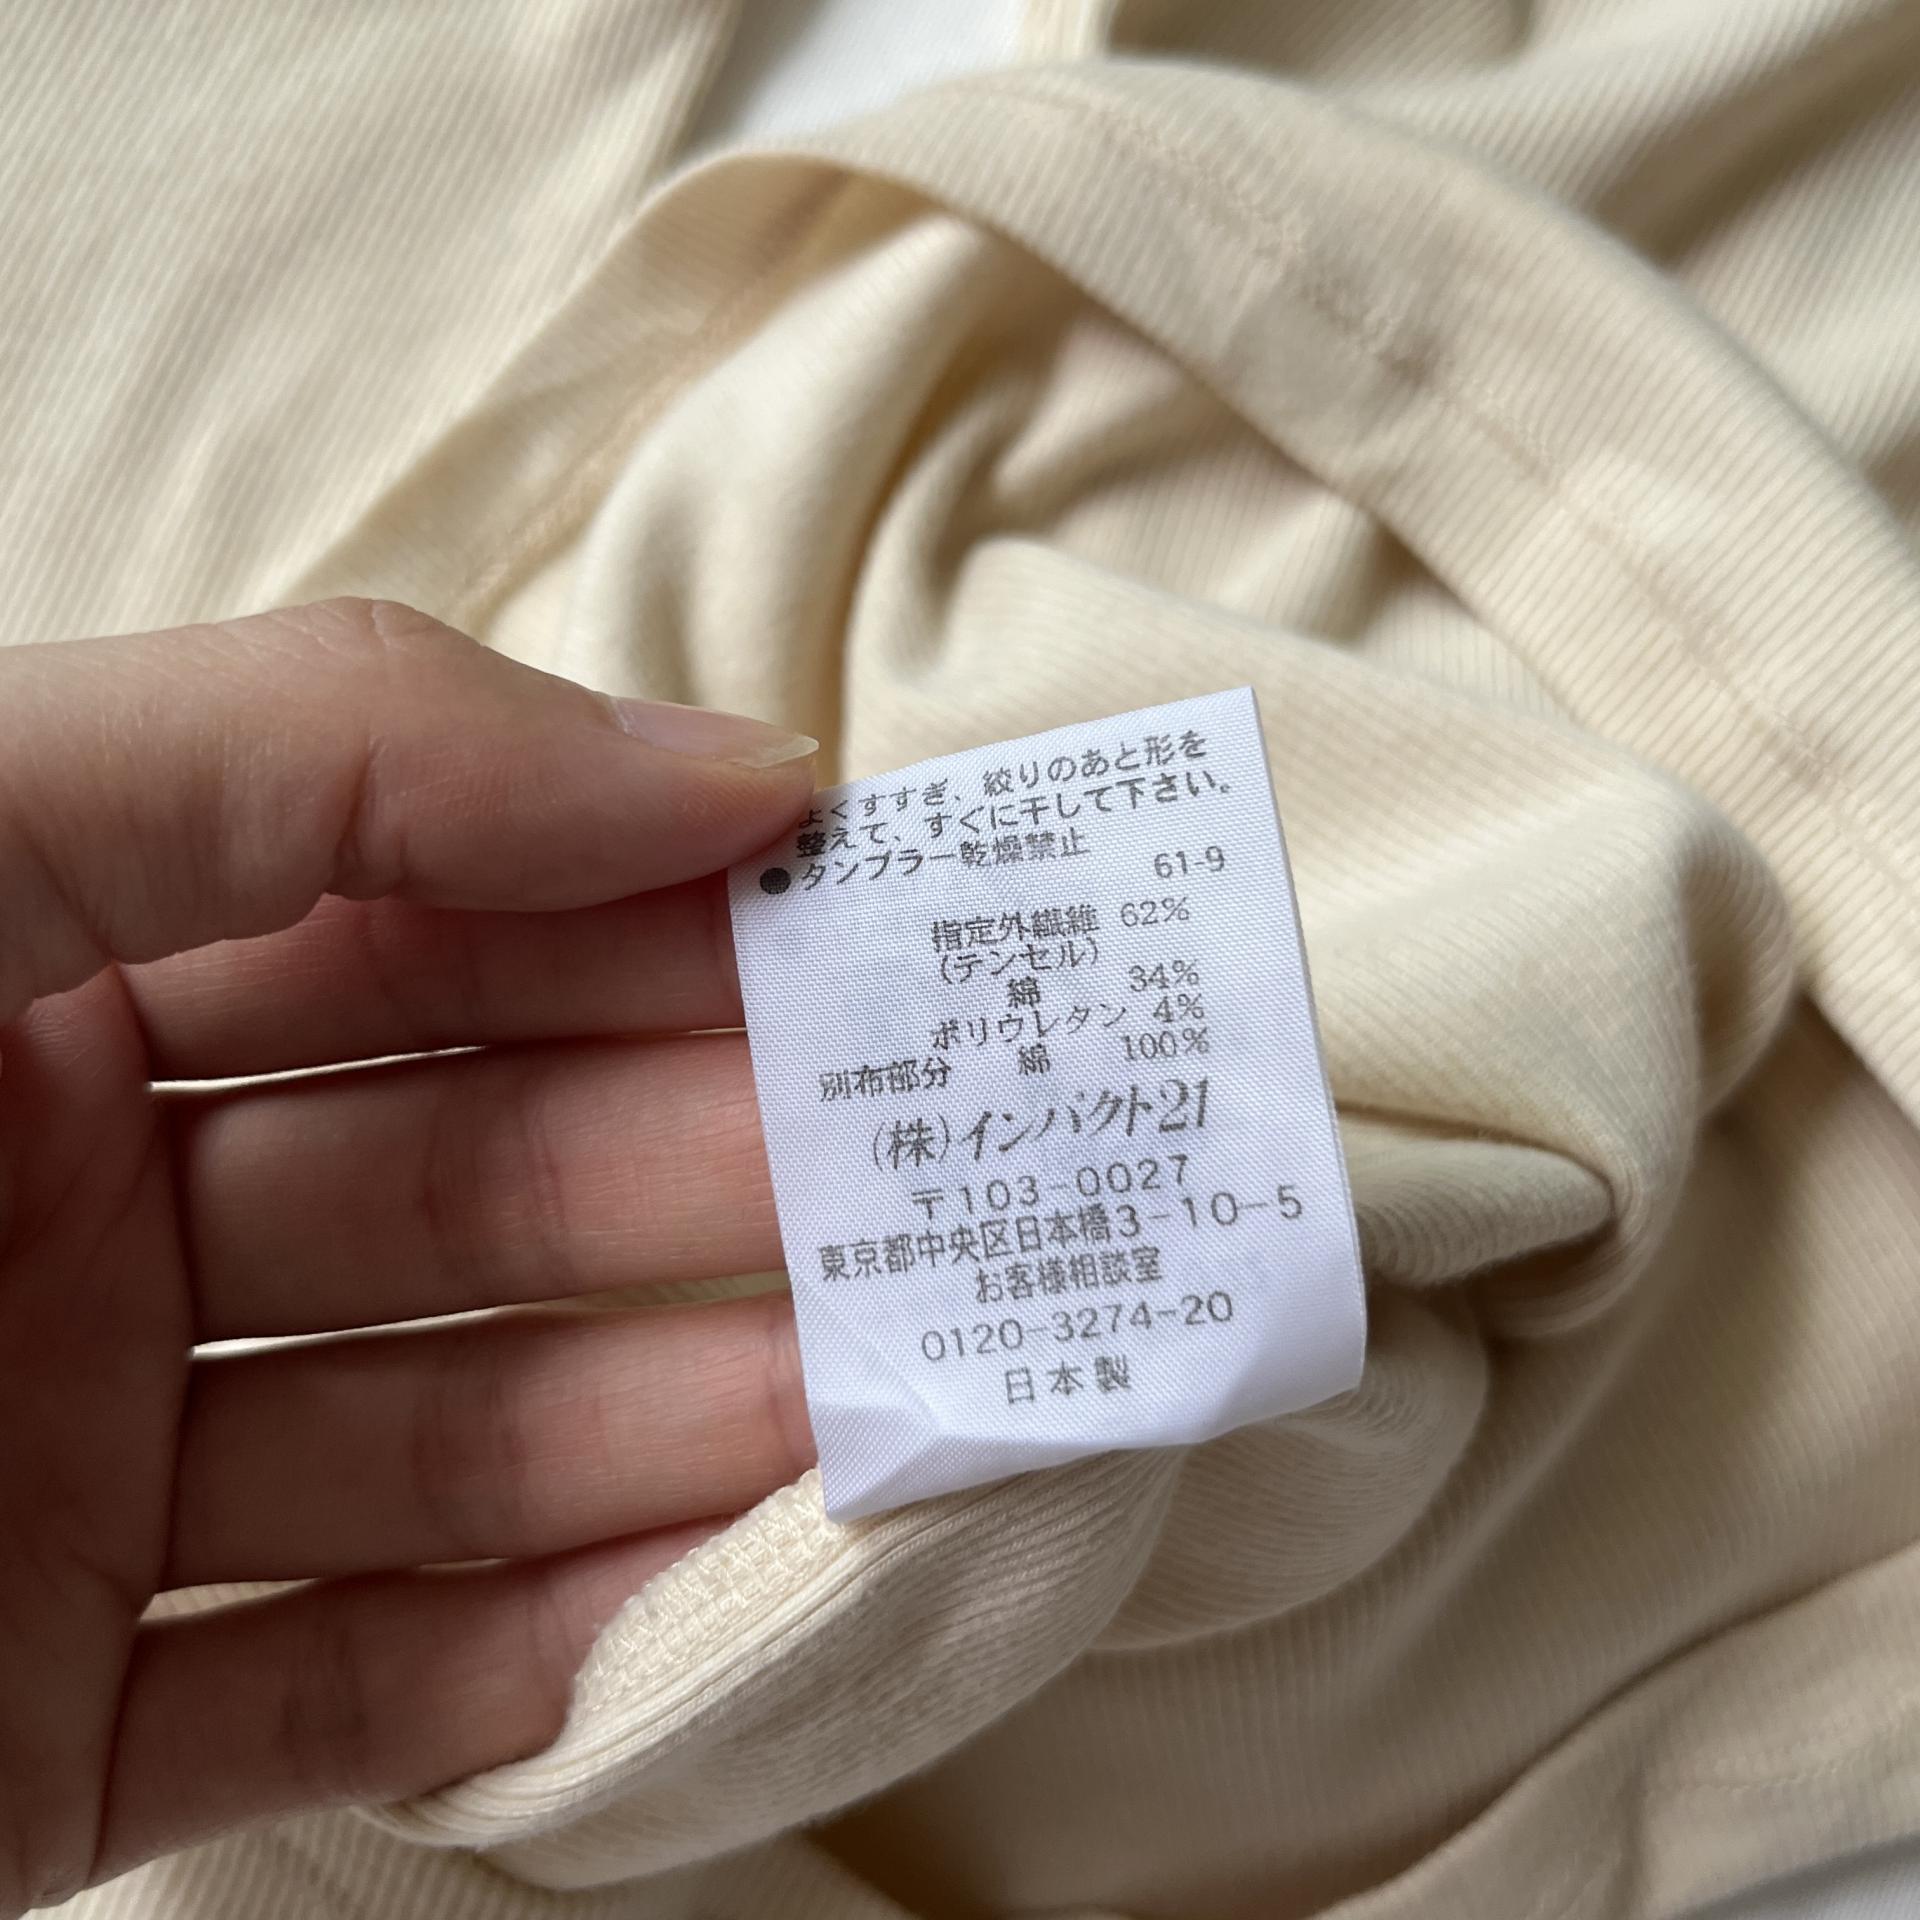 よくすすぎ、絞りのあと形を
整えて、すぐに干して下さい。
●タンブラー乾燥禁止
61-9
指定外繊維 62%
(テンセル)
綿 34%
ポリウレタン 4%
別布部分 綿 100%
(株)インパクト21
〒103-0027
東京都中央区日本橋3-10-5
お客様相談室
0120-3274-20
日本製